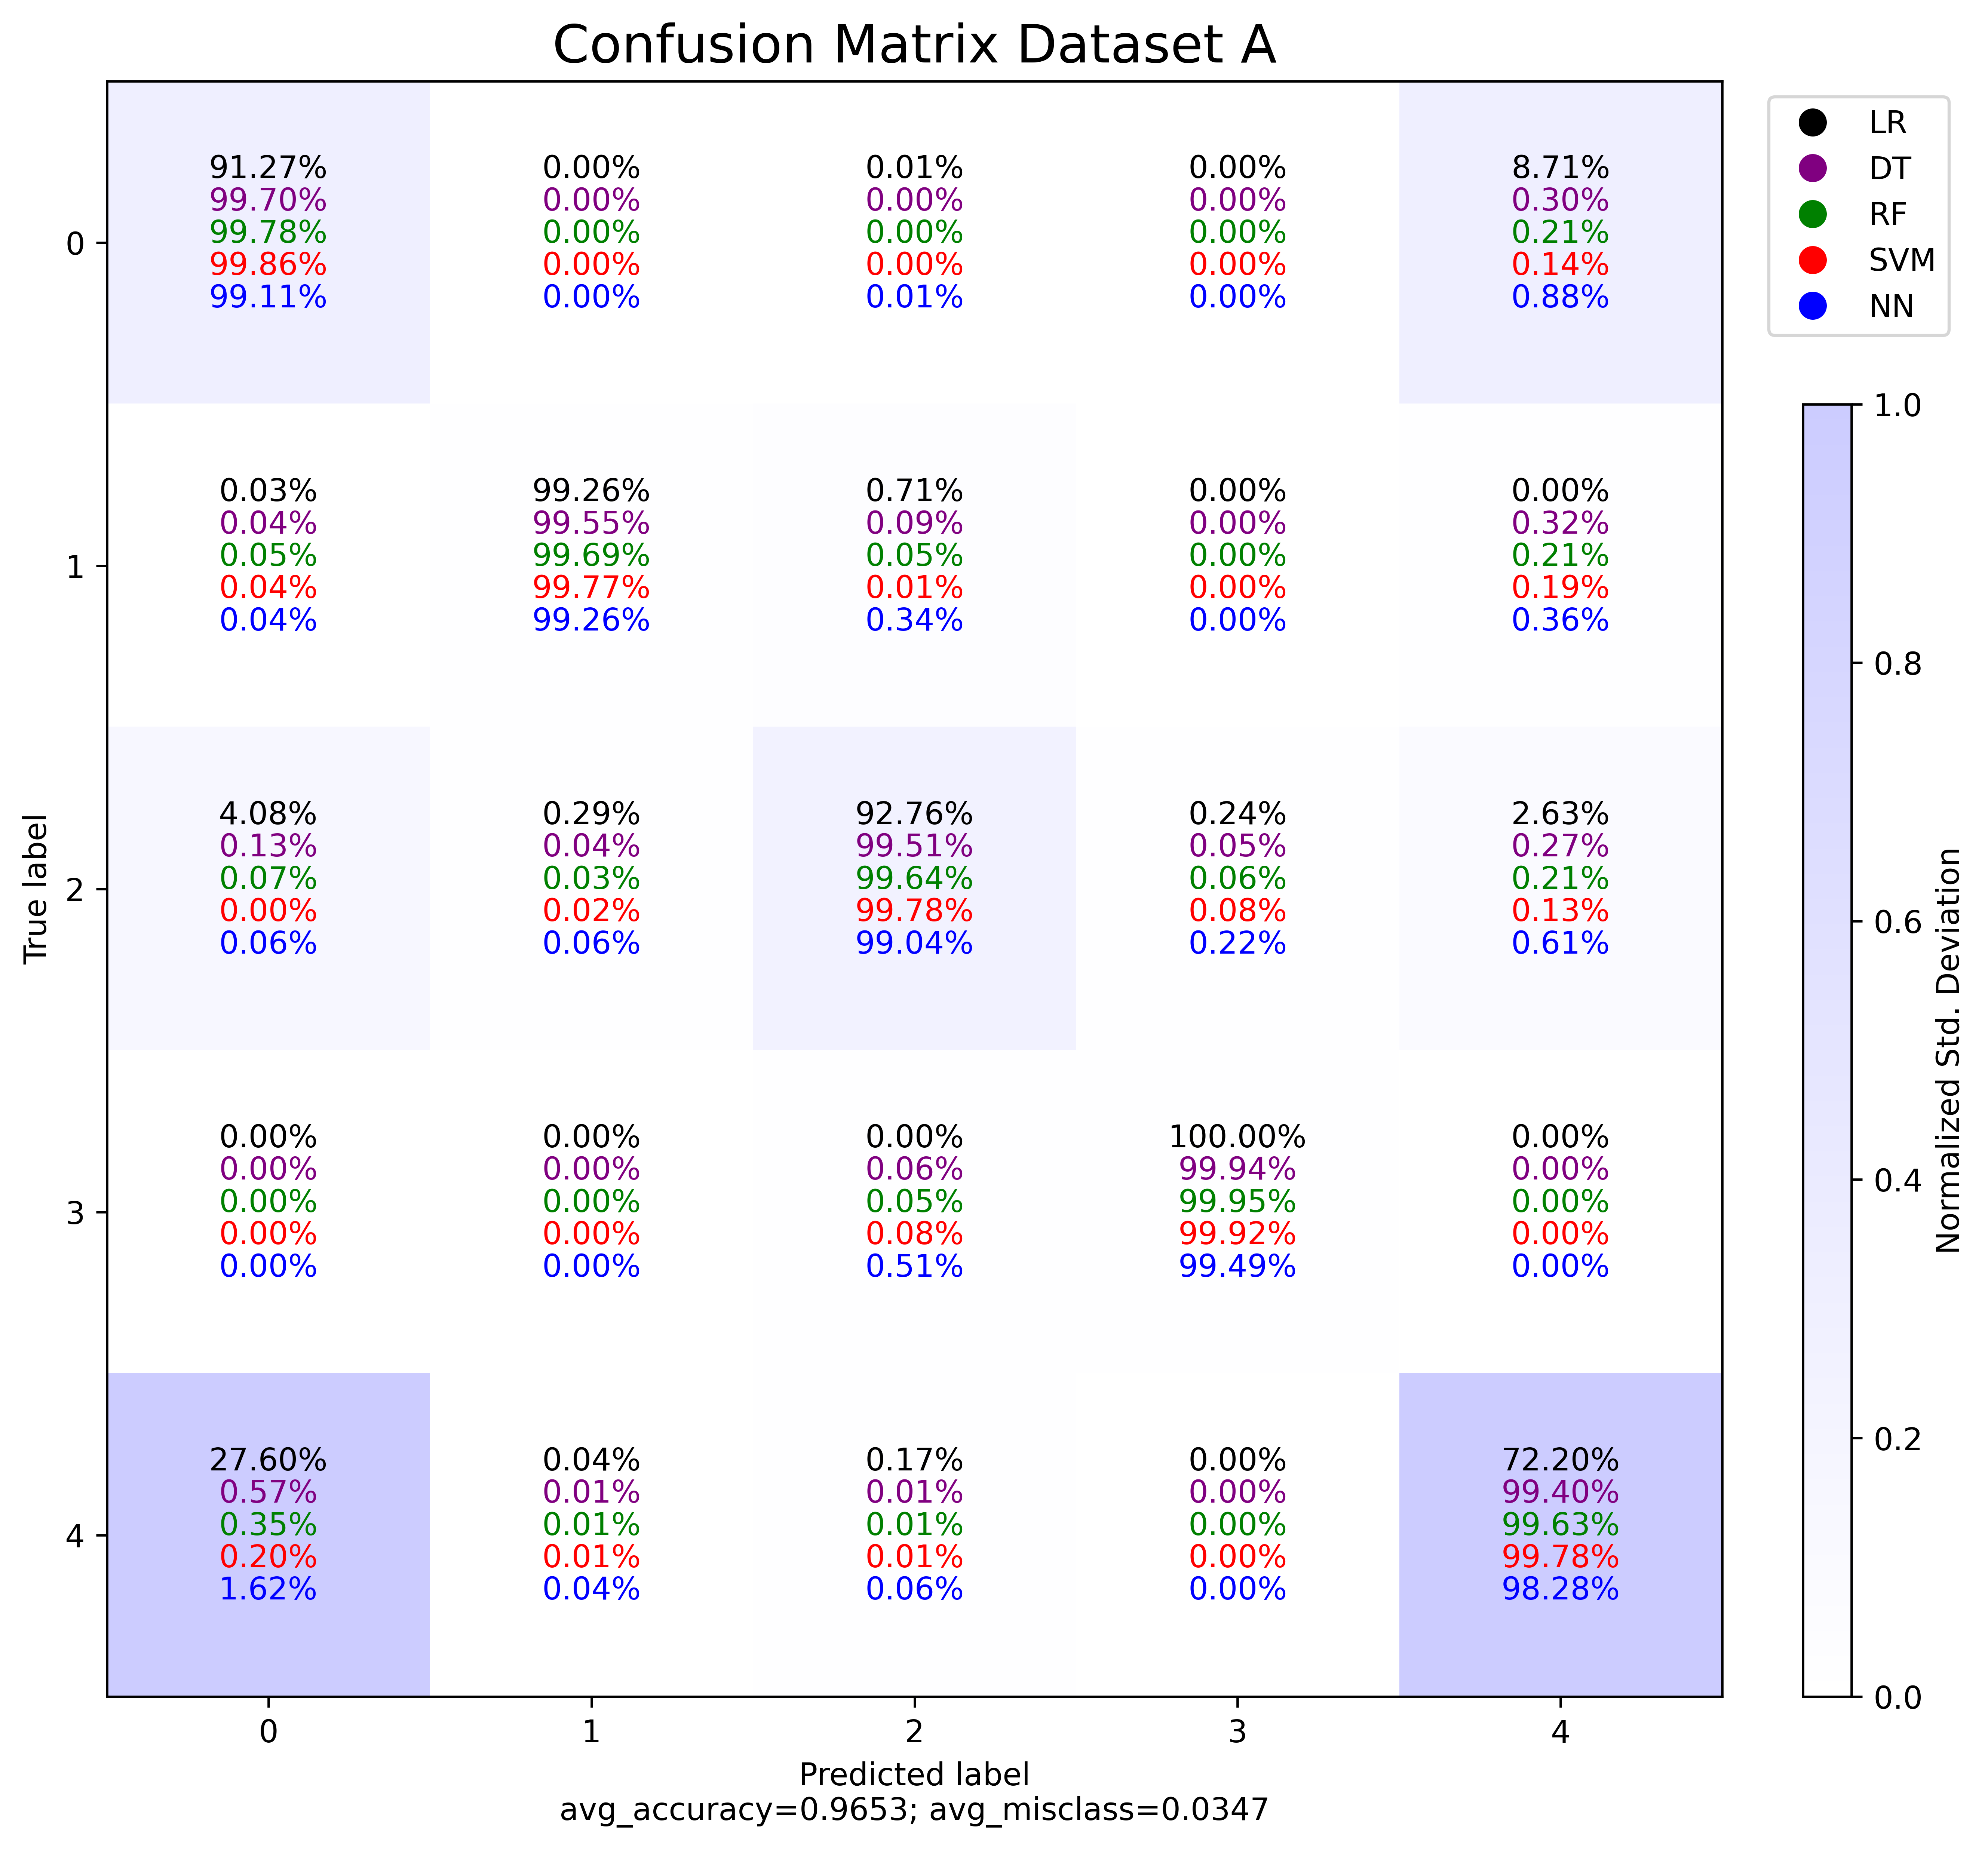 Confusion Matrix Dataset A
LR
DT
RF
SVM
NN
True label
0
91.27% 0.00% 0.01% 0.00% 8.71%
99.70% 0.00% 0.00% 0.00% 0.30%
99.78% 0.00% 0.00% 0.00% 0.21%
99.86% 0.00% 0.00% 0.00% 0.14%
99.11% 0.00% 0.01% 0.00% 0.88%
1
0.03% 99.26% 0.71% 0.00% 0.00%
0.04% 99.55% 0.09% 0.00% 0.32%
0.05% 99.69% 0.05% 0.00% 0.21%
0.04% 99.77% 0.01% 0.00% 0.19%
0.04% 99.26% 0.34% 0.00% 0.36%
2
4.08% 0.29% 92.76% 0.24% 2.63%
0.13% 0.04% 99.51% 0.05% 0.27%
0.07% 0.03% 99.64% 0.06% 0.21%
0.00% 0.02% 99.78% 0.08% 0.13%
0.06% 0.06% 99.04% 0.22% 0.61%
3
0.00% 0.00% 0.00% 100.00% 0.00%
0.00% 0.00% 0.06% 99.94% 0.00%
0.00% 0.00% 0.05% 99.95% 0.00%
0.00% 0.00% 0.08% 99.92% 0.00%
0.00% 0.00% 0.51% 99.49% 0.00%
4
27.60% 0.04% 0.17% 0.00% 72.20%
0.57% 0.01% 0.01% 0.00% 99.40%
0.35% 0.01% 0.01% 0.00% 99.63%
0.20% 0.01% 0.01% 0.00% 99.78%
1.62% 0.04% 0.06% 0.00% 98.28%
0 1 2 3 4
Predicted label
avg_accuracy=0.9653; avg_misclass=0.0347
1.0
0.8
0.6
0.4
0.2
0.0
Normalized Std. Deviation